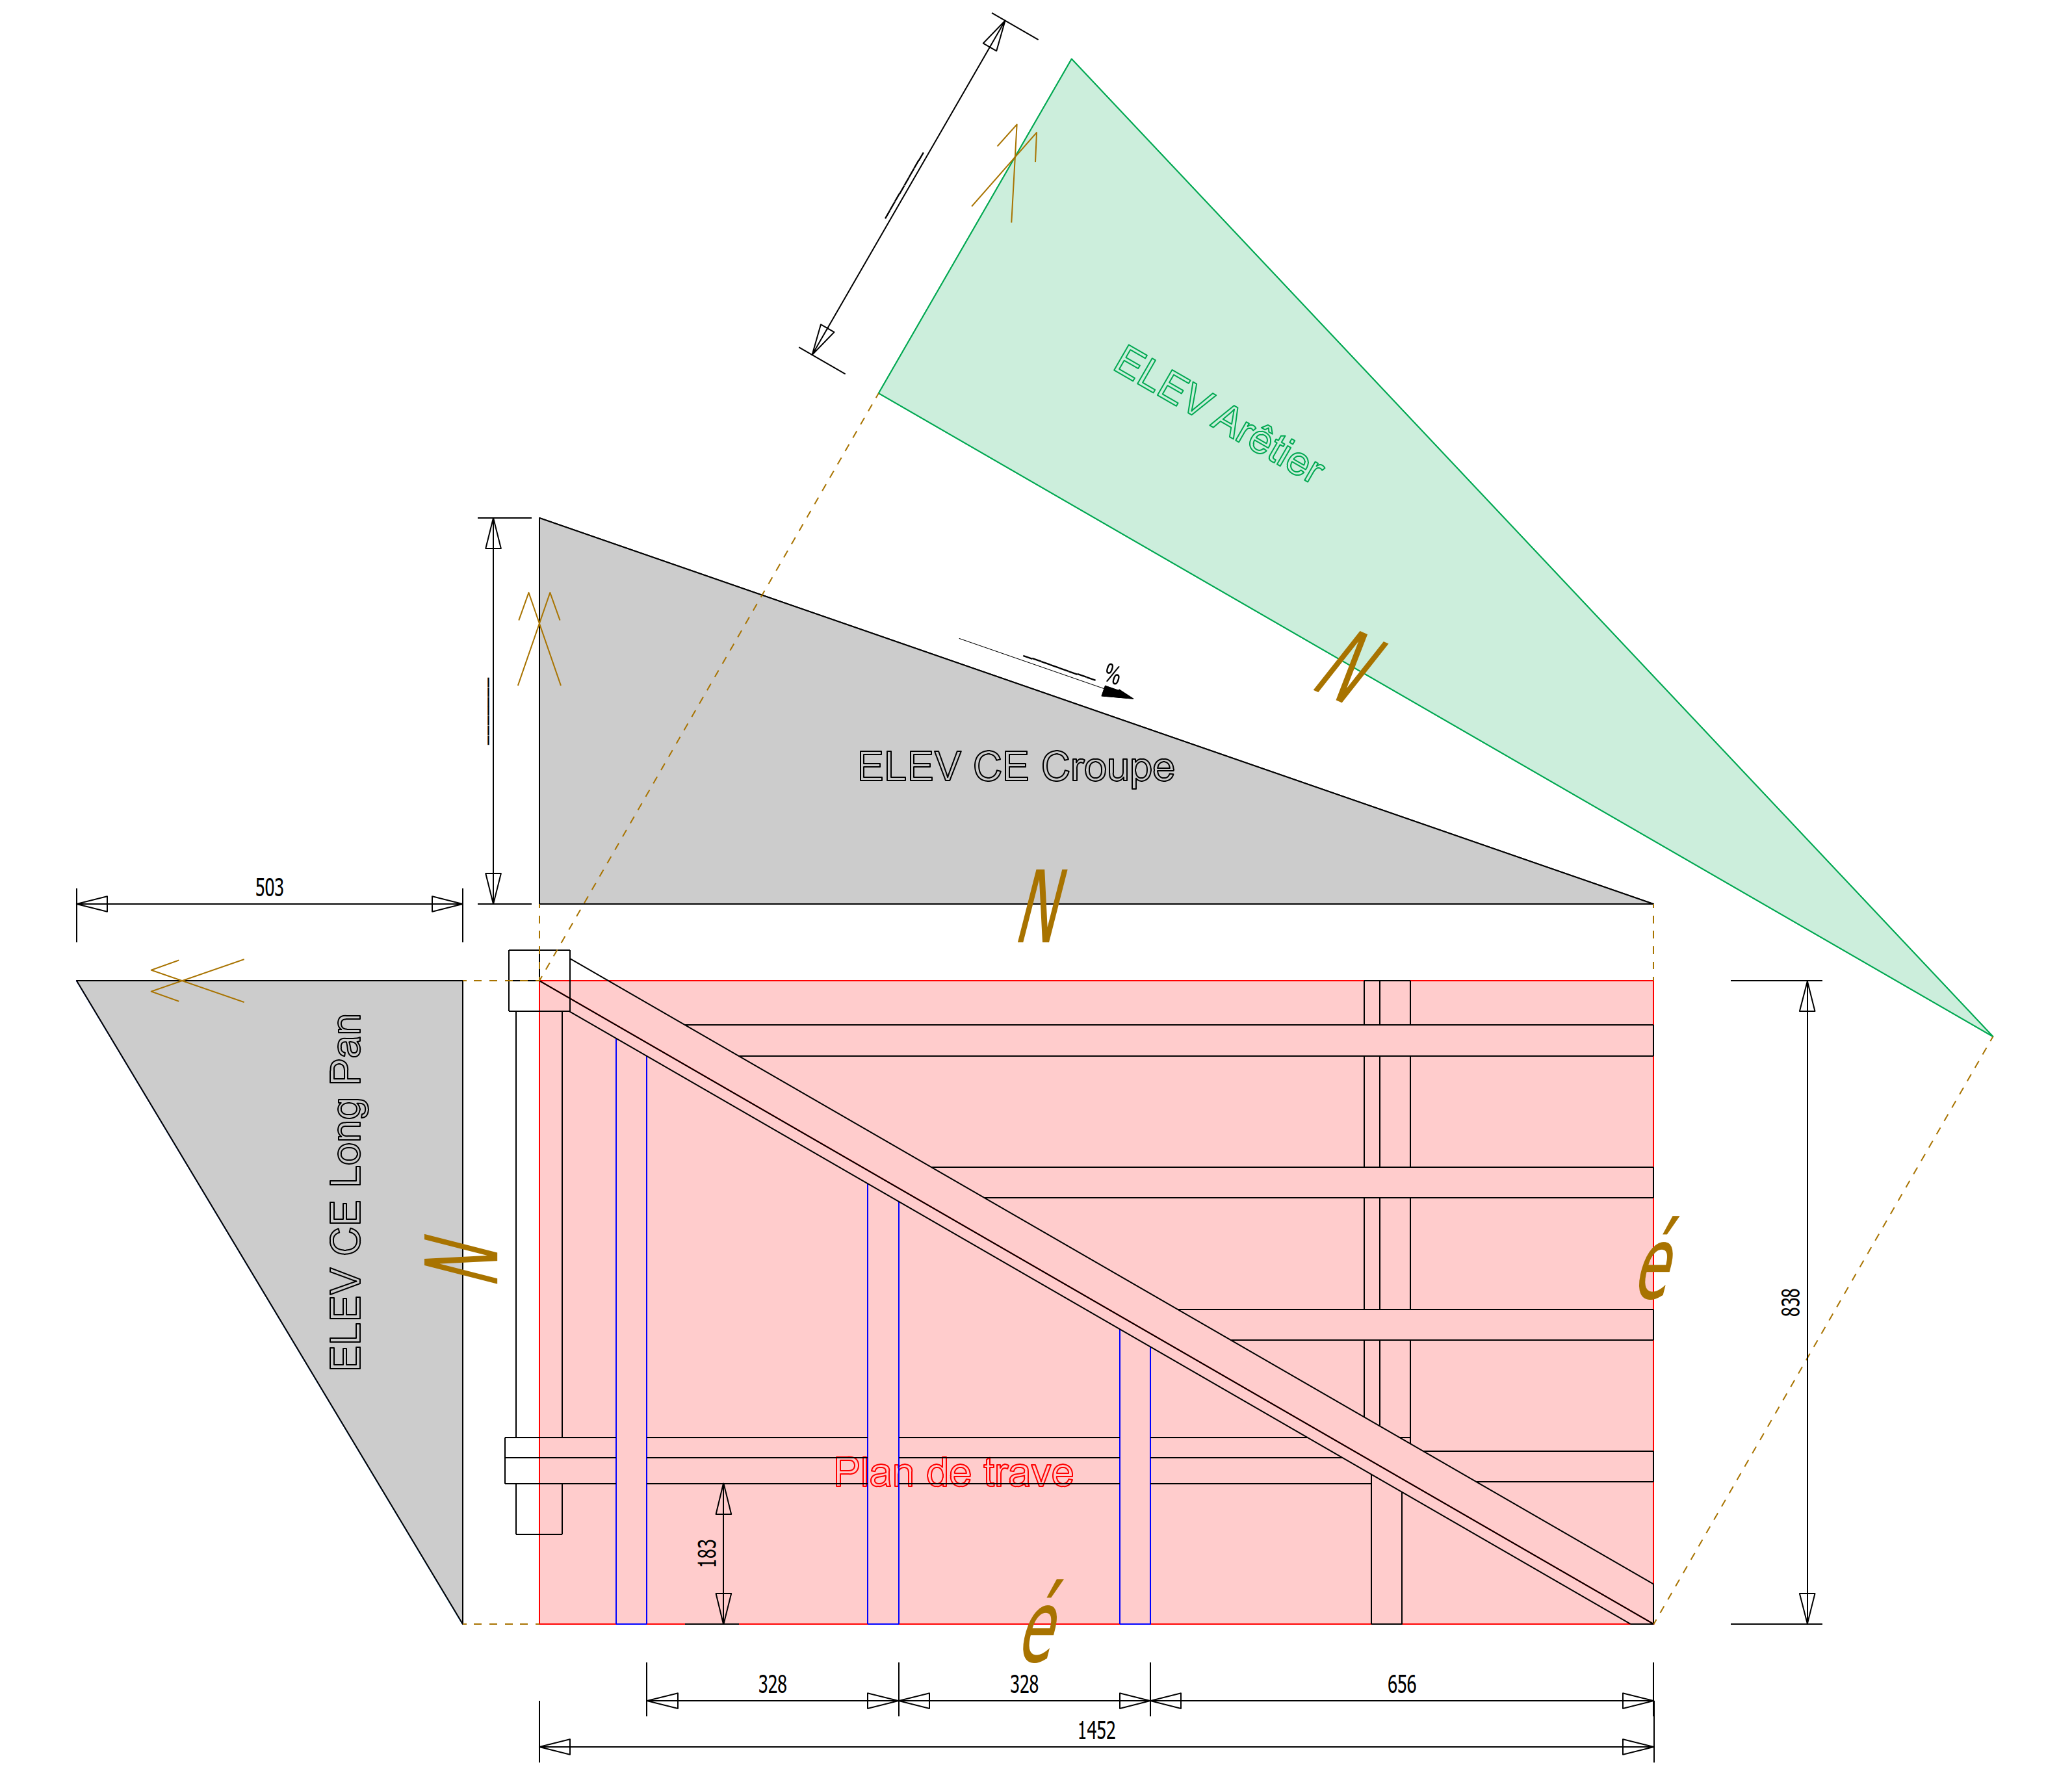 ELEV Arêtier
N
%
ELEV CE Croupe
N
503
ELEV CE Long Pan
N
é
838
Plan de trave
183
é
328
328
656
1452